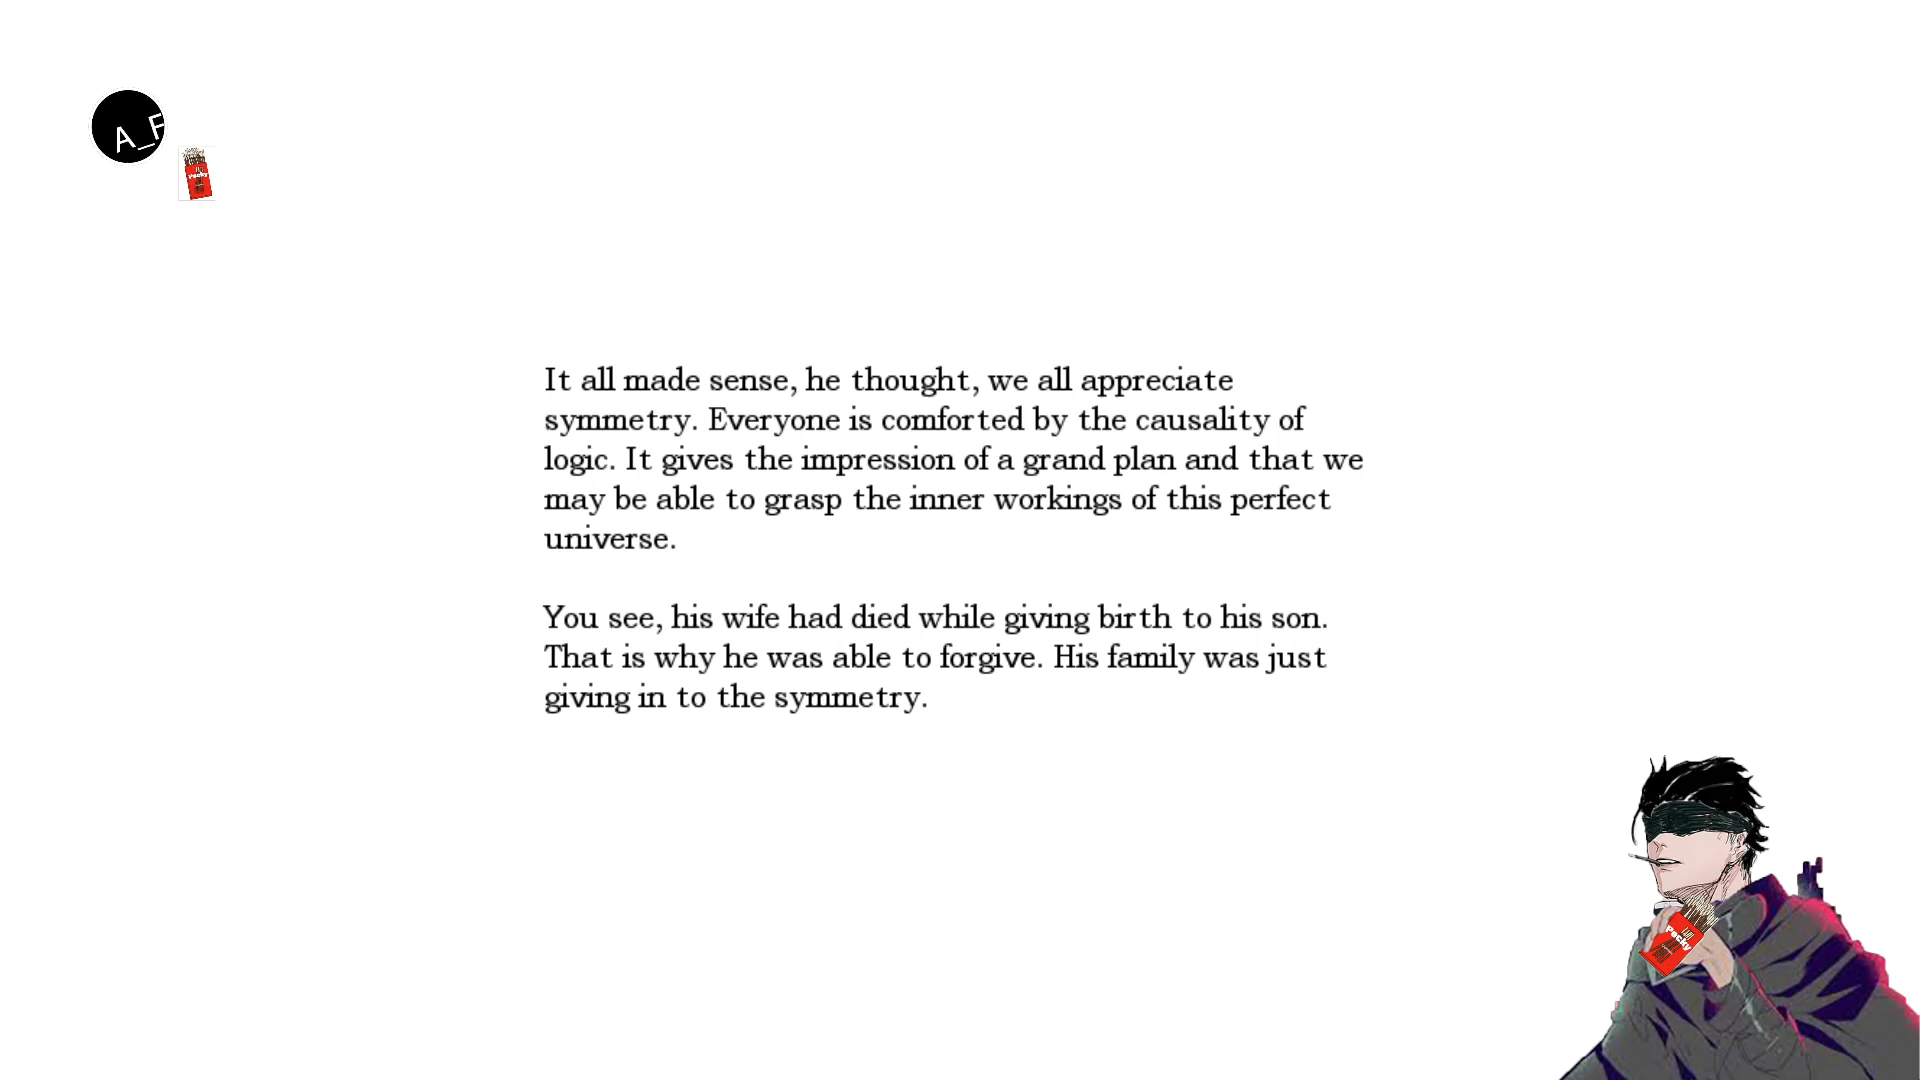 A_F
Pocky
It all made sense, he thought, we all appreciate
symmetry. Everyone is comforted by the causality of
logic. It gives the impression of a grand plan and that we
may be able to grasp the inner workings of this perfect
universe.
You see, his wife had died while giving birth to his son.
That is why he was able to forgive. His family was just
giving in to the symmetry.
Pocky